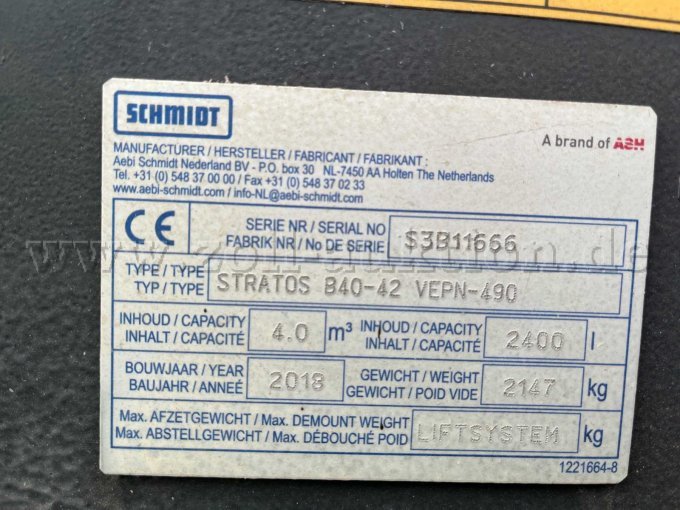 SCHMIDT
A brand of ASH
MANUFACTURER / HERSTELLER / FABRICANT / FABRIKANT :
Aebi Schmidt Nederland BV - P.O. box 30 NL-7450 AA Holten The Netherlands
Tel. +31 (0) 548 37 00 00 / Fax +31 (0) 548 37 02 33
www.aebi-schmidt.com / info-NL@aebi-schmidt.com
CE
SERIE NR / SERIAL NO
FABRIK NR / No DE SERIE
S3B11666
www.zoll-auktion.de
TYPE / TYPE
TYP / TYPE
STRATOS B40-42 VEPN-490
INHOUD / CAPACITY
INHALT / CAPACITÉ
4.0 m³
INHOUD / CAPACITY
INHALT / CAPACITÉ
2400 l
BOUWJAAR / YEAR
BAUJAHR / ANNEÉ
2018
GEWICHT / WEIGHT
GEWICHT / POID VIDE
2147 kg
Max. AFZETGEWICHT / Max. DEMOUNT WEIGHT
Max. ABSTELLGEWICHT / Max. DÉBOUCHÉ POID
LIFTSYSTEM kg
1221664-8